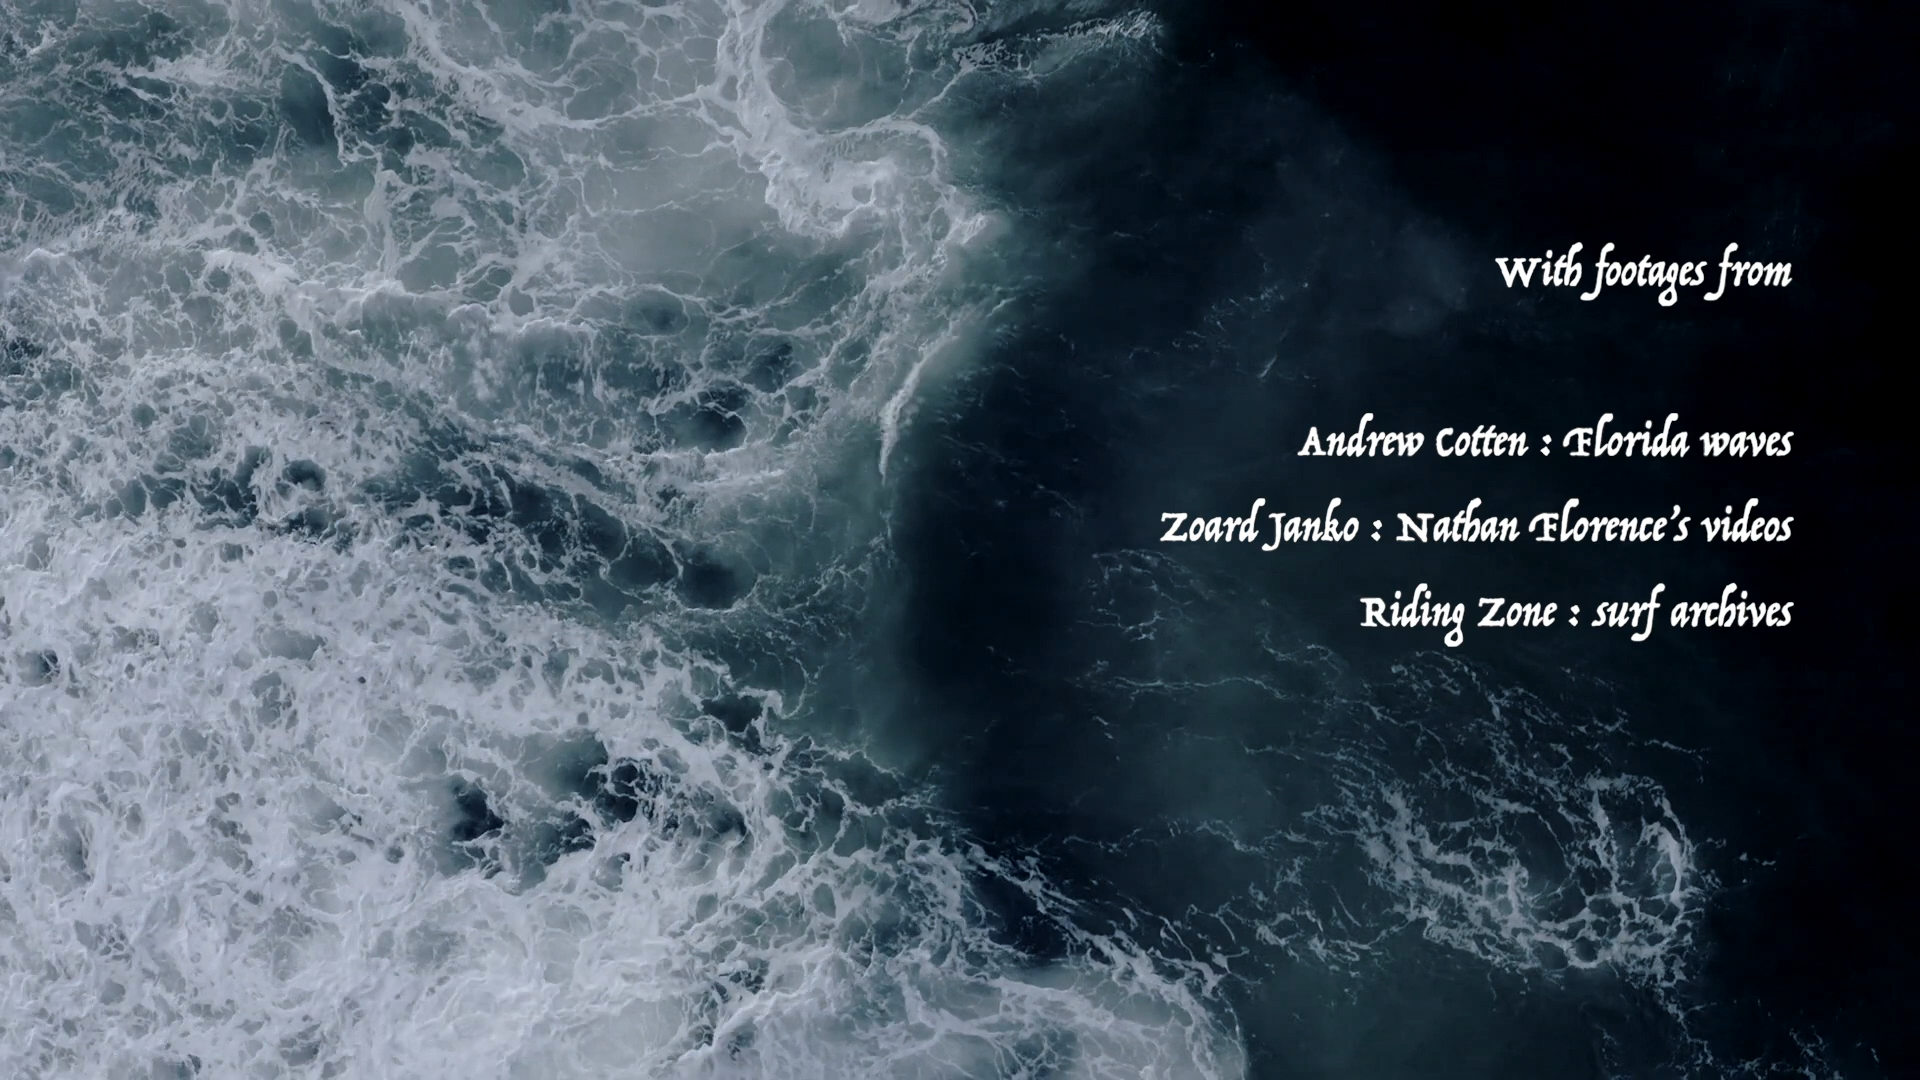 With footages from
Andrew Cotten : Florida waves
Zoard Janko : Nathan Florence's videos
Riding Zone : surf archives